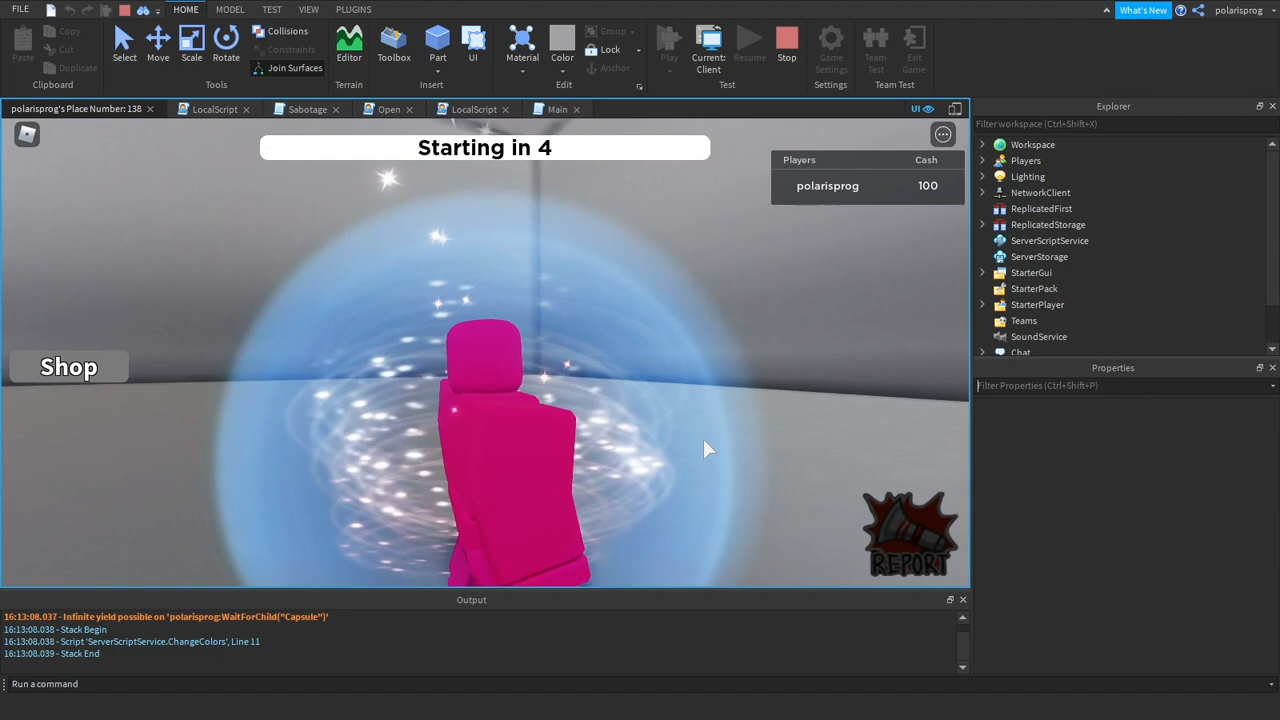 FILE HOME MODEL TEST VIEW PLUGINS What's New polarisprog
Paste Copy Cut Duplicate Select Move Scale Rotate Collisions Constraints Join Surfaces Editor Toolbox Part UI Material Color Group Lock Anchor Play Current: Client Resume Stop Game Settings Team Test Exit Game
Clipboard Tools Terrain Insert Edit Test Settings Team Test
polarisprog's Place Number: 138 LocalScript Sabotage Open LocalScript Main UI
Starting in 4
Players Cash
polarisprog 100
Shop
REPORT
Explorer
Filter workspace (Ctrl+Shift+X)
Workspace
Players
Lighting
NetworkClient
ReplicatedFirst
ReplicatedStorage
ServerScriptService
ServerStorage
StarterGui
StarterPack
StarterPlayer
Teams
SoundService
Chat
Properties
Filter Properties (Ctrl+Shift+P)
Output
16:13:08.037 - Infinite yield possible on 'polarisprog:WaitForChild("Capsule")'
16:13:08.038 - Stack Begin
16:13:08.038 - Script 'ServerScriptService.ChangeColors', Line 11
16:13:08.039 - Stack End
Run a command